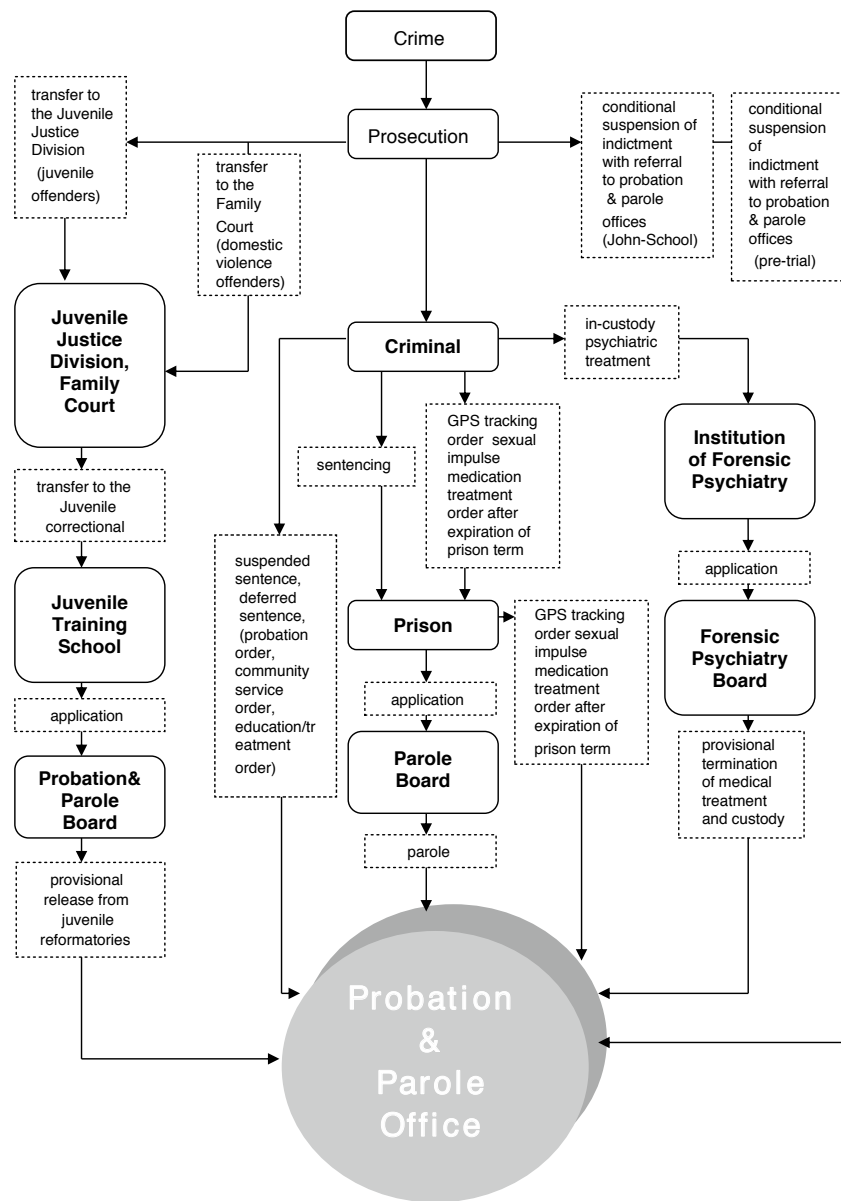 Crime
Prosecution
transfer to
the Juvenile
Justice
Division
(juvenile
offenders)
transfer
to the
Family
Court
(domestic
violence
offenders)
conditional
suspension of
indictment
with referral
to probation
& parole
offices
(John-School)
conditional
suspension
of
indictment
with referral
to probation
& parole
offices
(pre-trial)
Juvenile
Justice
Division,
Family
Court
Criminal
in-custody
psychiatric
treatment
sentencing
GPS tracking
order sexual
impulse
medication
treatment
order after
expiration of
prison term
Institution
of Forensic
Psychiatry
transfer to the
Juvenile
correctional
suspended
sentence,
deferred
sentence,
(probation
order,
community
service
order,
education/tr
eatment
order)
application
Juvenile
Training
School
Prison
GPS tracking
order sexual
impulse
medication
treatment
order after
expiration of
prison term
Forensic
Psychiatry
Board
application
application
Probation&
Parole
Board
Parole
Board
provisional
termination
of medical
treatment
and custody
parole
provisional
release from
juvenile
reformatories
Probation
&
Parole
Office